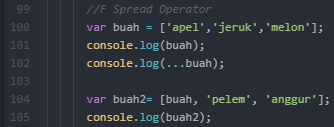 99 //F Spread Operator
100 var buah = ['apel','jeruk','melon'];
101 console.log(buah);
102 console.log(...buah);
103
104 var buah2= [buah, 'pelem', 'anggur'];
105 console.log(buah2);